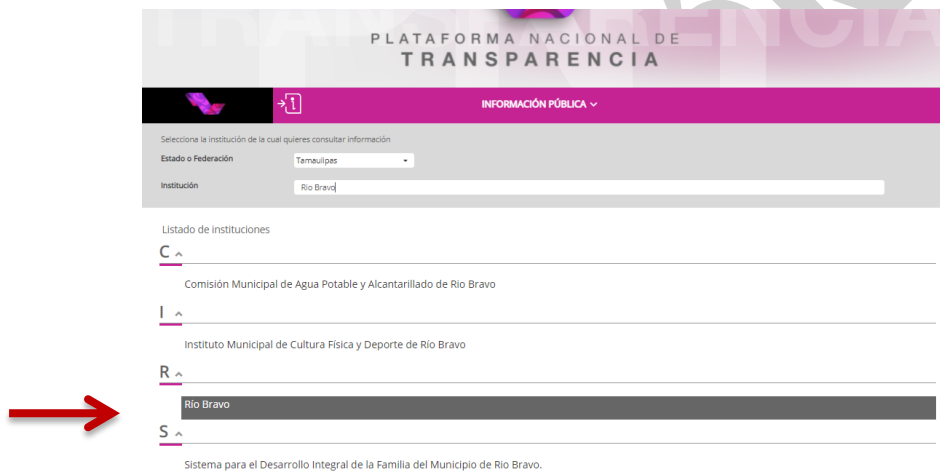 TRANSPARENCIA
PLATAFORMA NACIONAL DE
TRANSPARENCIA
INFORMACIÓN PÚBLICA
Selecciona la institución de la cual quieres consultar información
Estado o Federación Tamaulipas
Institución Rio Bravo
Listado de instituciones
C
Comisión Municipal de Agua Potable y Alcantarillado de Rio Bravo
I
Instituto Municipal de Cultura Física y Deporte de Río Bravo
R
Río Bravo
S
Sistema para el Desarrollo Integral de la Familia del Municipio de Rio Bravo.